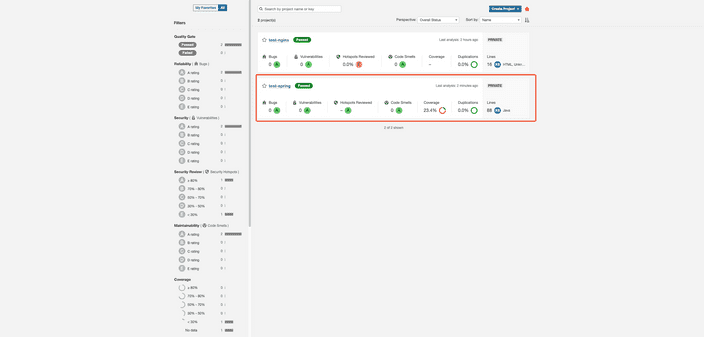 My Favorites All
Filters
Quality Gate
Passed 2
Failed 0
Reliability ( Bugs )
A A rating 2
B B rating 0
C C rating 0
D D rating 0
E E rating 0
Security ( Vulnerabilities )
A A rating 2
B B rating 0
C C rating 0
D D rating 0
E E rating 0
Security Review ( Security Hotspots )
A ≥ 80% 1
B 70% - 80% 0
C 50% - 70% 0
D 30% - 50% 0
E < 30% 1
Maintainability ( Code Smells )
A A rating 2
B B rating 0
C C rating 0
D D rating 0
E E rating 0
Coverage
≥ 80% 0
70% - 80% 0
50% - 70% 0
30% - 50% 0
< 30% 1
No data 1
Search by project name or key
Create Project
2 project(s)
Perspective: Overall Status
Sort by: Name
test-nginx Passed
Last analysis: 2 hours ago
PRIVATE
Bugs Vulnerabilities Hotspots Reviewed Code Smells Coverage Duplications Lines
0 A 0 A 0.0% E 0 A – 0.0% 16 XS HTML,
test-spring Passed
Last analysis: 2 minutes ago
PRIVATE
Bugs Vulnerabilities Hotspots Reviewed Code Smells Coverage Duplications Lines
0 A 0 A – A 0 A 23.4% 0.0% 88 XS Java
2 of 2 shown